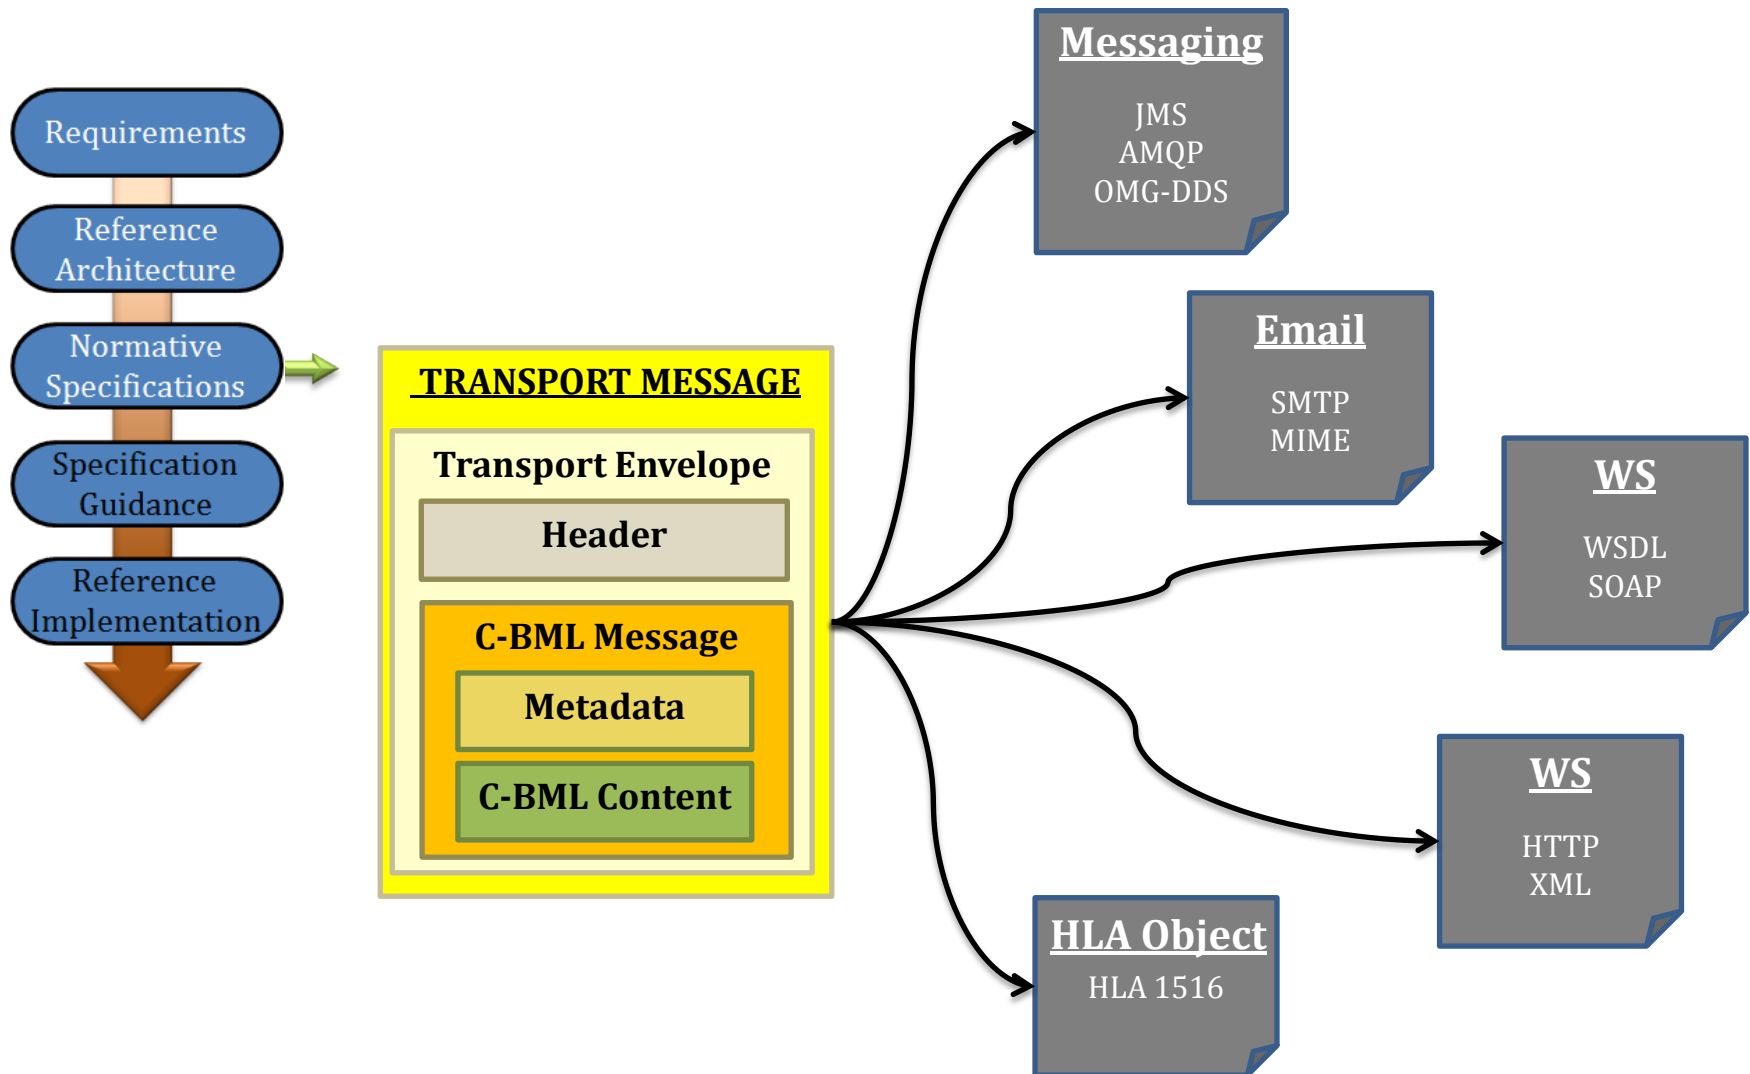 Requirements
Reference
Architecture
Normative
Specifications
Specification
Guidance
Reference
Implementation
TRANSPORT MESSAGE
Transport Envelope
Header
C-BML Message
Metadata
C-BML Content
Messaging
JMS
AMQP
OMG-DDS
Email
SMTP
MIME
WS
WSDL
SOAP
WS
HTTP
XML
HLA Object
HLA 1516